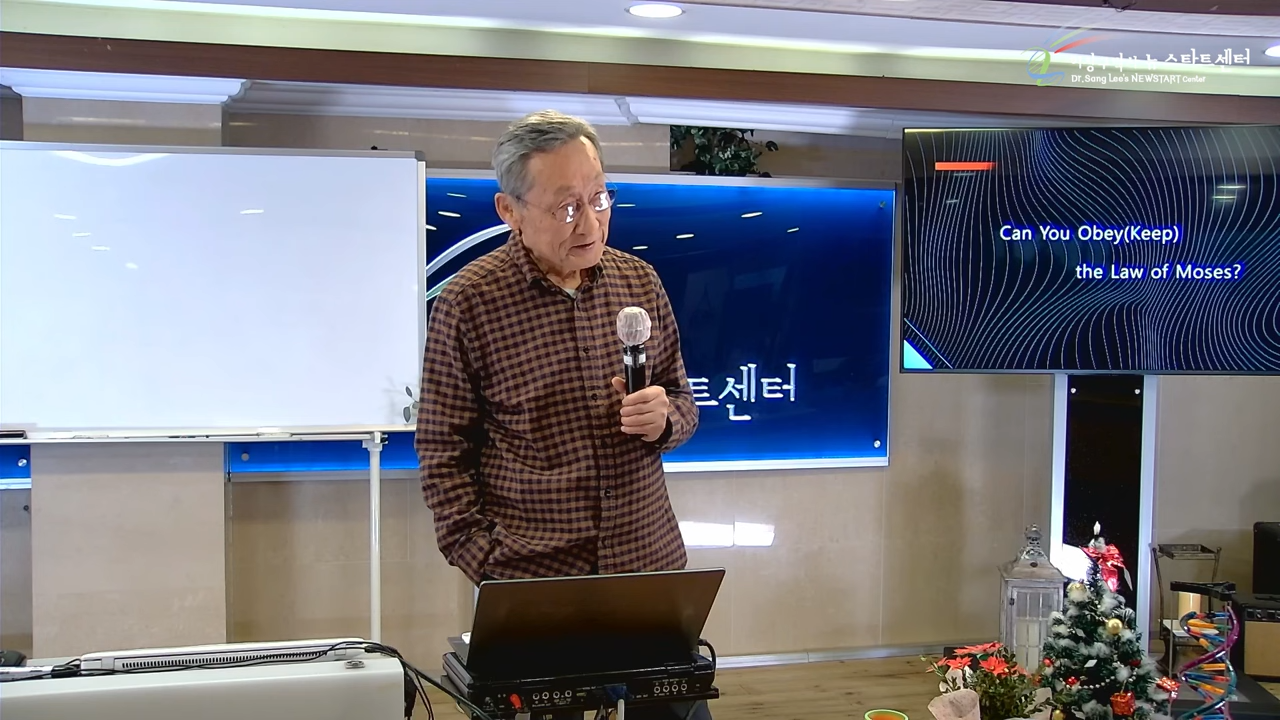 스타트센터
Dr. Sang Lee's NEWSTART Center
Can You Obey(Keep)
the Law of Moses?
트센터